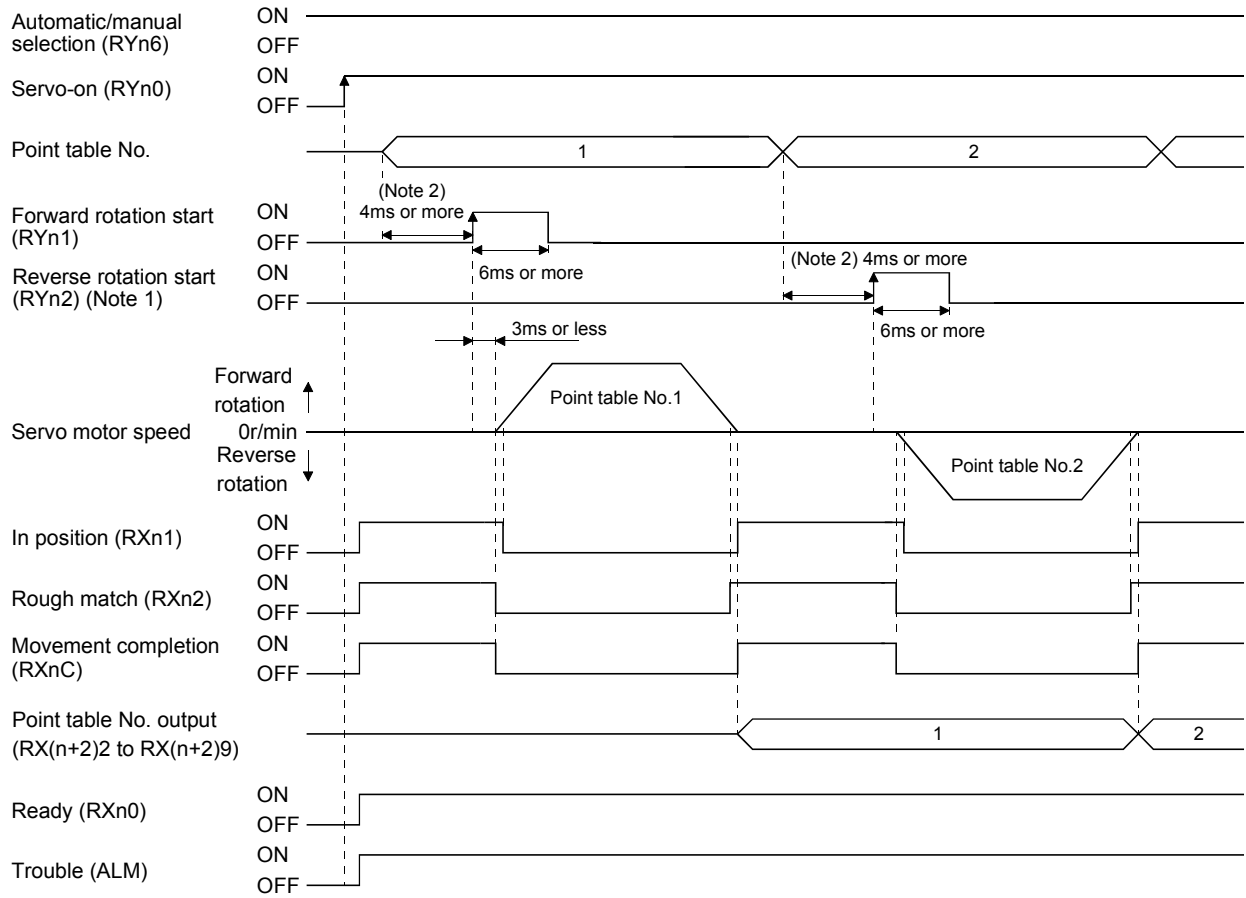 Automatic/manual
selection (RYn6)
ON
OFF
Servo-on (RYn0)
ON
OFF
Point table No.
1
2
(Note 2)
4ms or more
Forward rotation start
(RYn1)
ON
OFF
6ms or more
Reverse rotation start
(RYn2) (Note 1)
ON
OFF
(Note 2) 4ms or more
6ms or more
3ms or less
Servo motor speed
Forward
rotation
0r/min
Reverse
rotation
Point table No.1
Point table No.2
In position (RXn1)
ON
OFF
Rough match (RXn2)
ON
OFF
Movement completion
(RXnC)
ON
OFF
Point table No. output
(RX(n+2)2 to RX(n+2)9)
1
2
Ready (RXn0)
ON
OFF
Trouble (ALM)
ON
OFF